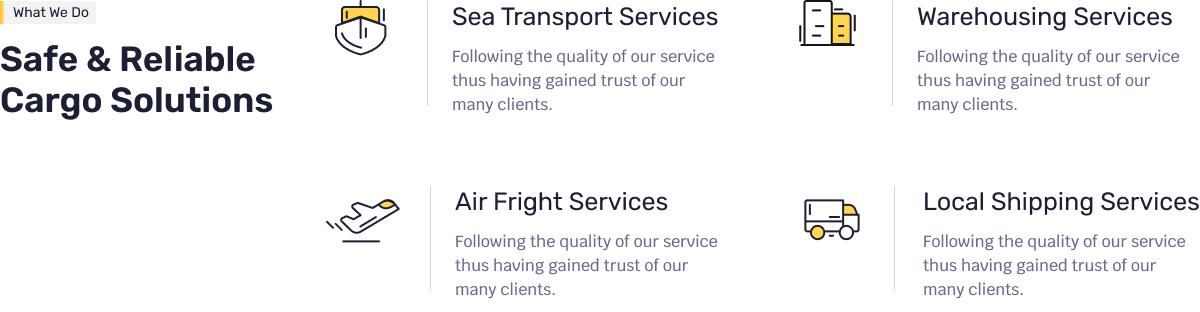 What We Do
Safe & Reliable
Cargo Solutions
Sea Transport Services
Following the quality of our service
thus having gained trust of our
many clients.
Warehousing Services
Following the quality of our service
thus having gained trust of our
many clients.
Air Fright Services
Following the quality of our service
thus having gained trust of our
many clients.
Local Shipping Services
Following the quality of our service
thus having gained trust of our
many clients.